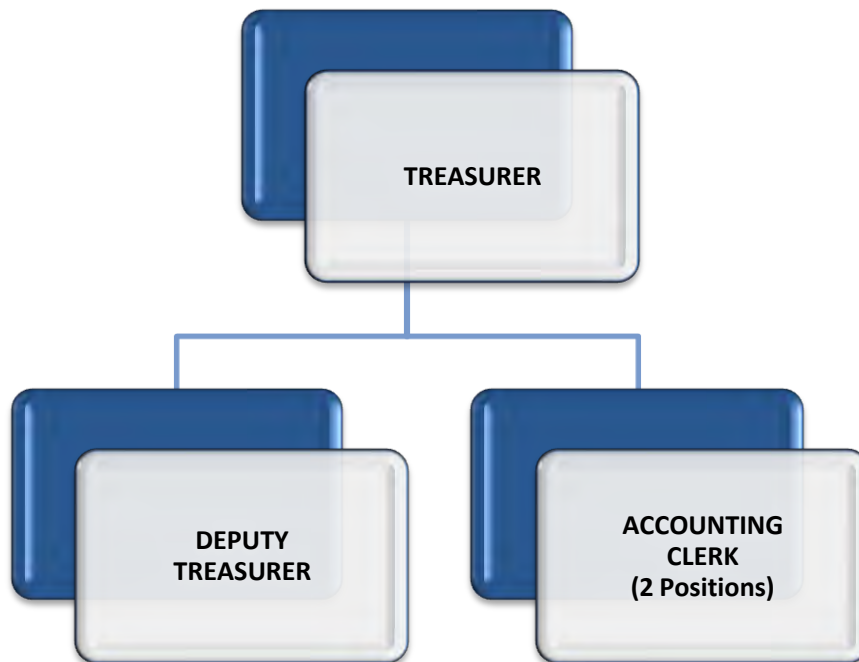 TREASURER
DEPUTY
TREASURER
ACCOUNTING
CLERK
(2 Positions)